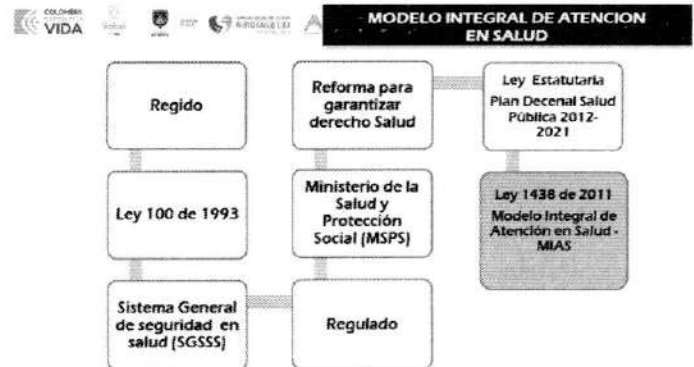 COLOMBIA
VIDA
MODELO INTEGRAL DE ATENCION
EN SALUD
Regido
Ley 100 de 1993
Sistema General
de seguridad en
salud (SGSSS)
Regulado
Ministerio de la
Salud y
Protección
Social (MSPS)
Reforma para
garantizar
derecho Salud
Ley Estatutaria
Plan Decenal Salud
Pública 2012-
2021
Ley 1438 de 2011
Modelo Integral de
Atención en Salud -
MIAS